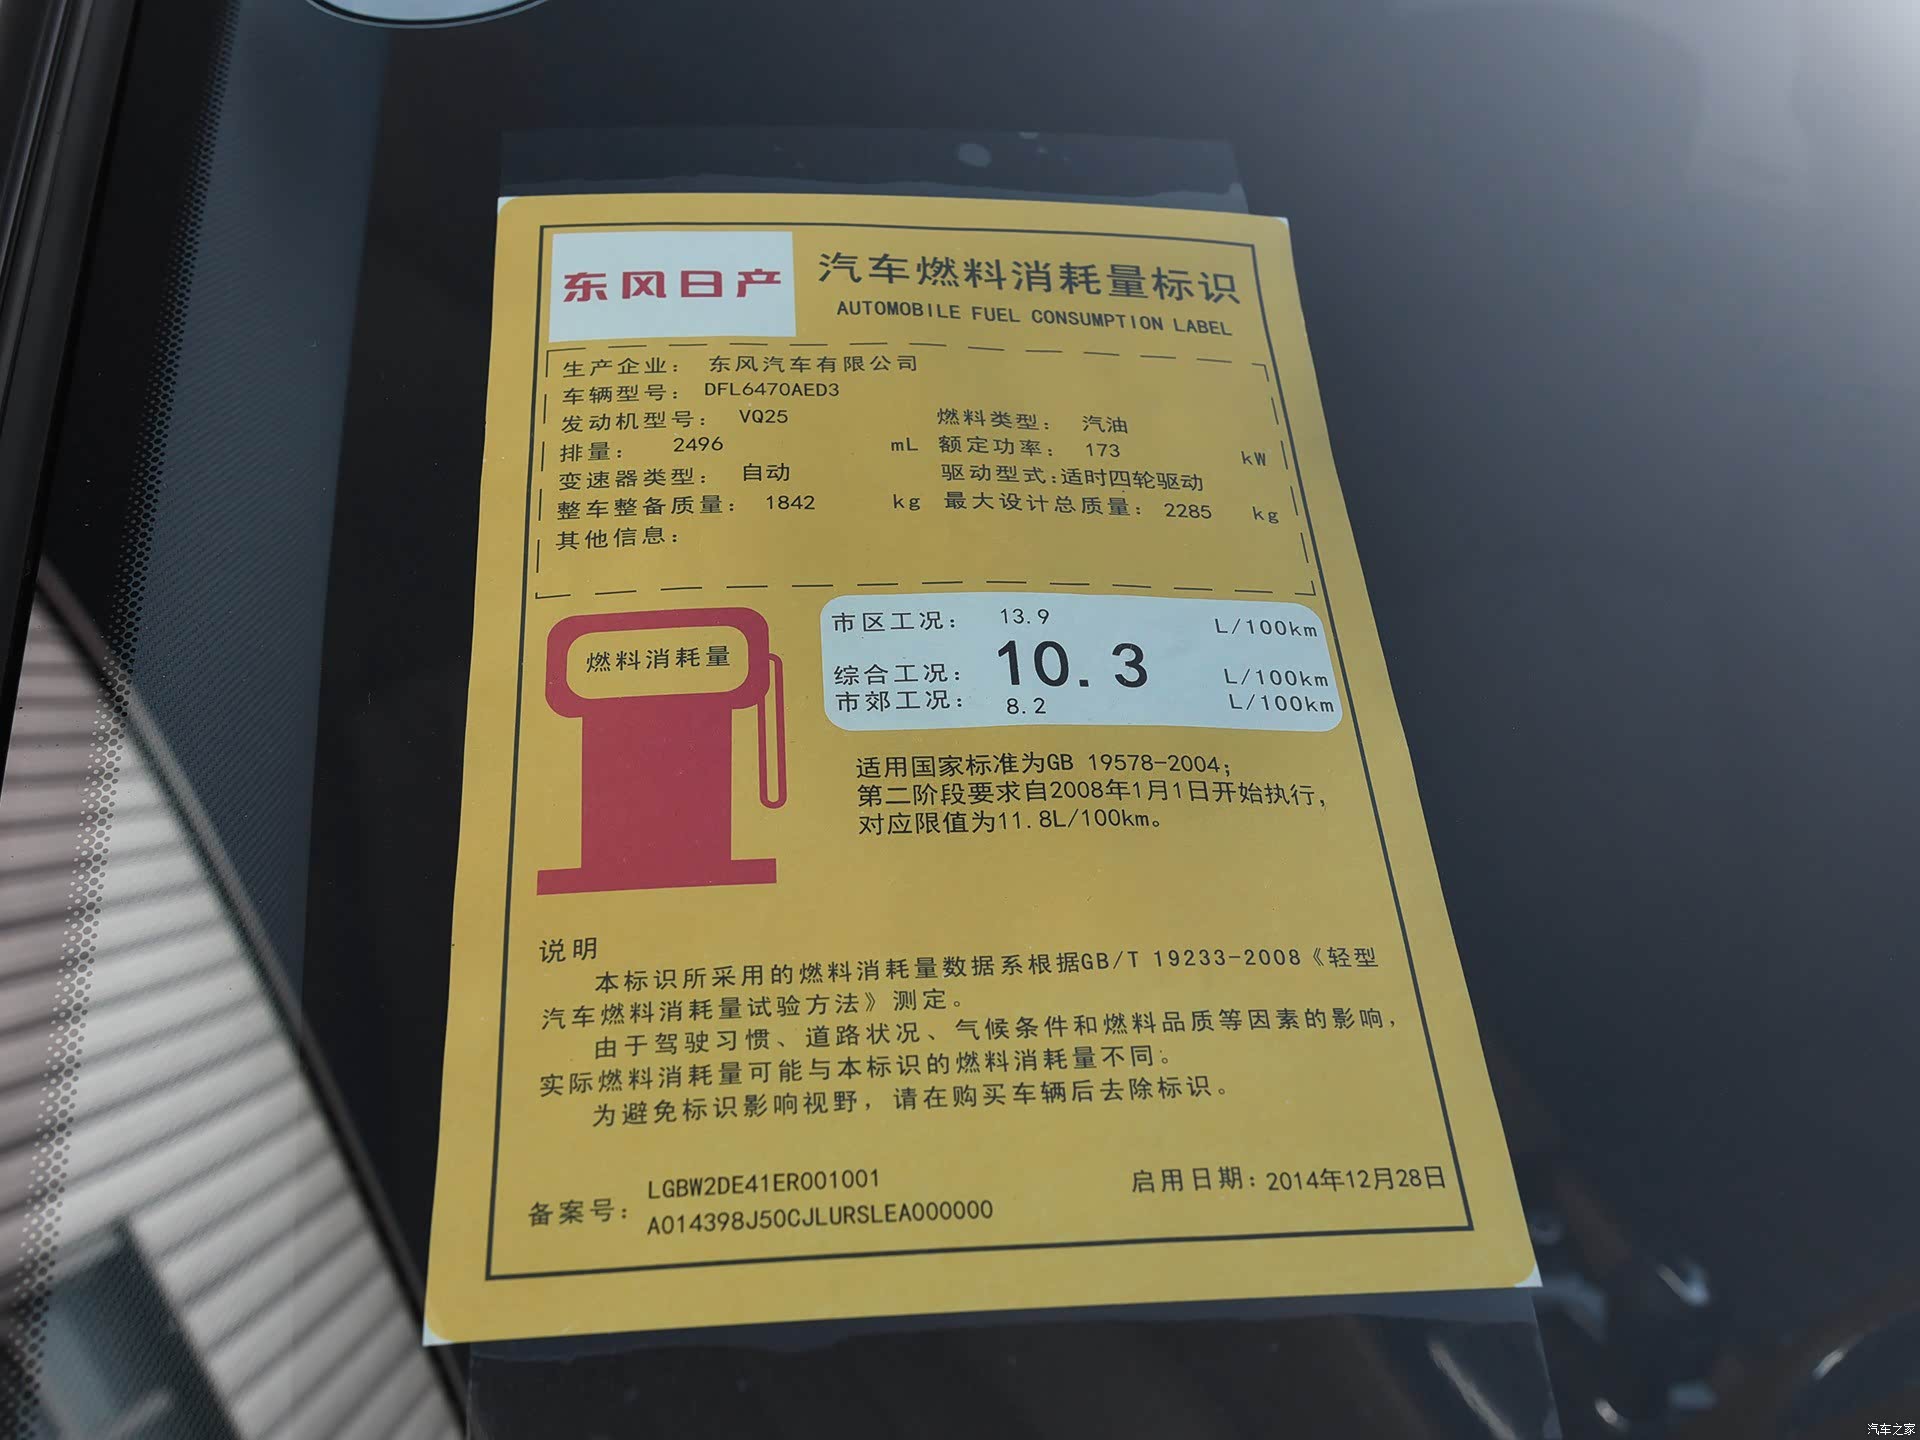 东风日产
汽车燃料消耗量标识
AUTOMOBILE FUEL CONSUMPTION LABEL
生产企业： 东风汽车有限公司
车辆型号： DFL6470AED3
发动机型号： VQ25 燃料类型： 汽油
排量： 2496 mL 额定功率： 173 kW
变速器类型： 自动 驱动型式：适时四轮驱动
整车整备质量： 1842 kg 最大设计总质量： 2285 kg
其他信息：
燃料消耗量
市区工况： 13.9 L/100km
综合工况： 10.3 L/100km
市郊工况： 8.2 L/100km
适用国家标准为GB 19578-2004；
第二阶段要求自2008年1月1日开始执行，
对应限值为11.8L/100km。
说明
本标识所采用的燃料消耗量数据系根据GB/T 19233-2008《轻型
汽车燃料消耗量试验方法》测定。
由于驾驶习惯、道路状况、气候条件和燃料品质等因素的影响，
实际燃料消耗量可能与本标识的燃料消耗量不同。
为避免标识影响视野，请在购买车辆后去除标识。
备案号： LGBW2DE41ER001001
A014398J50CJLURSLEA000000
启用日期：2014年12月28日
汽车之家